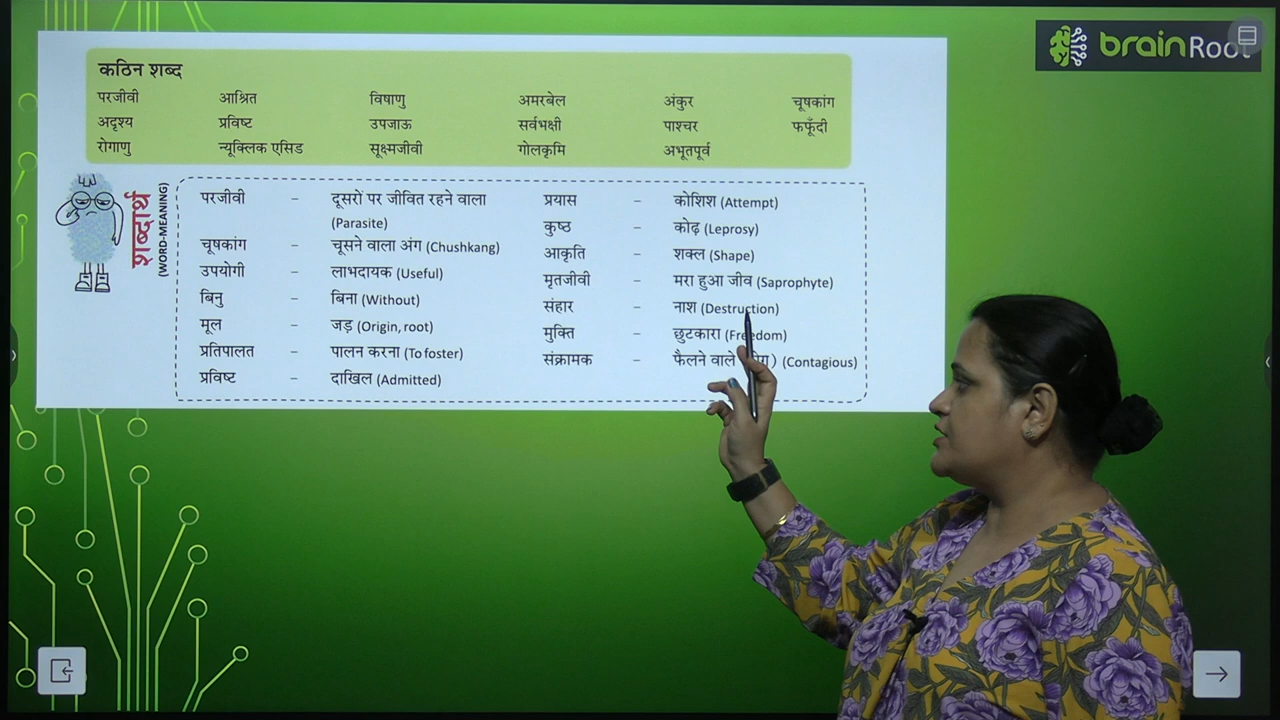 brainRoot
कठिन शब्द
परजीवी आश्रित विषाणु अमरबेल अंकुर चूषकांग
अदृश्य प्रविष्ट उपजाऊ सर्वभक्षी पाश्चर फफूँदी
रोगाणु न्यूक्लिक एसिड सूक्ष्मजीवी गोलकृमि अभूतपूर्व
शब्दार्थ
(WORD-MEANING)
परजीवी – दूसरों पर जीवित रहने वाला
(Parasite)
चूषकांग – चूसने वाला अंग (Chushkang)
उपयोगी – लाभदायक (Useful)
बिनु – बिना (Without)
मूल – जड़ (Origin, root)
प्रतिपालत – पालन करना (To foster)
प्रविष्ट – दाखिल (Admitted)
प्रयास – कोशिश (Attempt)
कुष्ठ – कोढ़ (Leprosy)
आकृति – शक्ल (Shape)
मृतजीवी – मरा हुआ जीव (Saprophyte)
संहार – नाश (Destruction)
मुक्ति – छुटकारा (Freedom)
संक्रामक – फैलने वाले (Contagious)